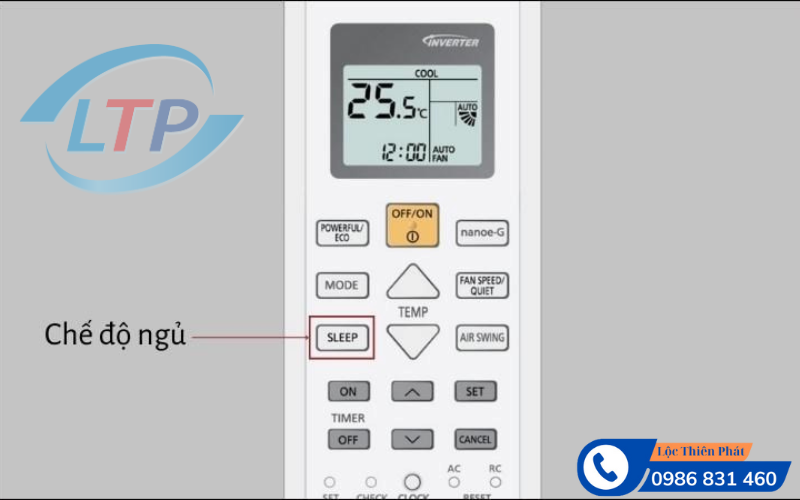 LTP
INVERTER
COOL
25.5°C
AUTO
12:00
AUTO
FAN
POWERFUL/
ECO
OFF/ON
nanoe-G
MODE
TEMP
FAN SPEED/
QUIET
Chế độ ngủ
SLEEP
AIR SWING
ON
SET
TIMER
OFF
CANCEL
AC
RC
SET
CHECK
CLOCK
RESET
Lộc Thiên Phát
0986 831 460